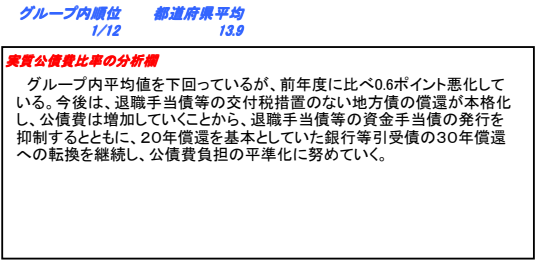 グループ内順位 都道府県平均
1/12 13.9
実質公債費比率の分析欄
グループ内平均値を下回っているが、前年度に比べ0.6ポイント悪化して
いる。今後は、退職手当債等の交付税措置のない地方債の償還が本格化
し、公債費は増加していくことから、退職手当債等の資金手当債の発行を
抑制するとともに、２０年償還を基本としていた銀行等引受債の３０年償還
への転換を継続し、公債費負担の平準化に努めていく。